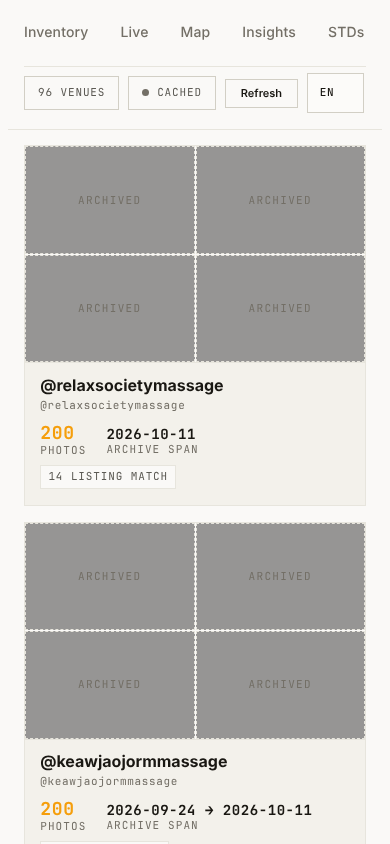 Inventory Live Map Insights STDs
96 VENUES CACHED Refresh EN
ARCHIVED ARCHIVED
ARCHIVED ARCHIVED
@relaxsocietymassage
@relaxsocietymassage
200 2026-10-11
PHOTOS ARCHIVE SPAN
14 LISTING MATCH
ARCHIVED ARCHIVED
ARCHIVED ARCHIVED
@keawjaojormmassage
@keawjaojormmassage
200 2026-09-24 → 2026-10-11
PHOTOS ARCHIVE SPAN